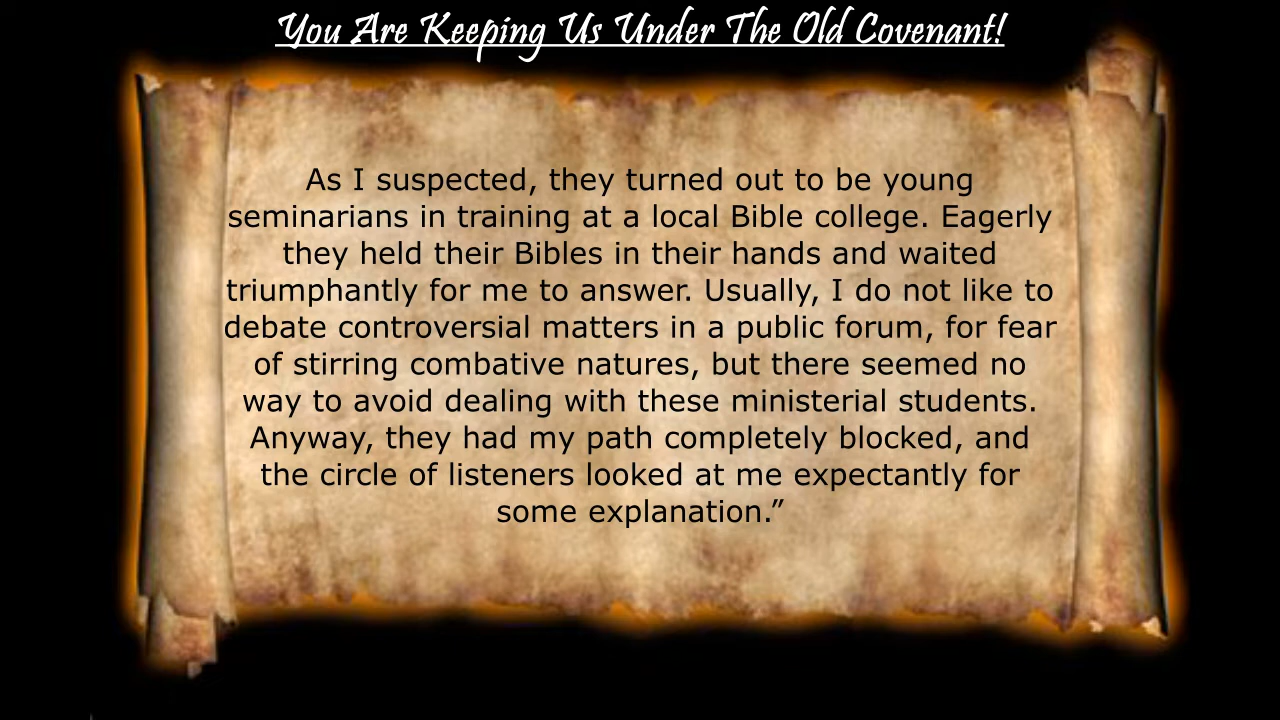 You Are Keeping Us Under The Old Covenant!
As I suspected, they turned out to be young
seminarians in training at a local Bible college. Eagerly
they held their Bibles in their hands and waited
triumphantly for me to answer. Usually, I do not like to
debate controversial matters in a public forum, for fear
of stirring combative natures, but there seemed no
way to avoid dealing with these ministerial students.
Anyway, they had my path completely blocked, and
the circle of listeners looked at me expectantly for
some explanation.”